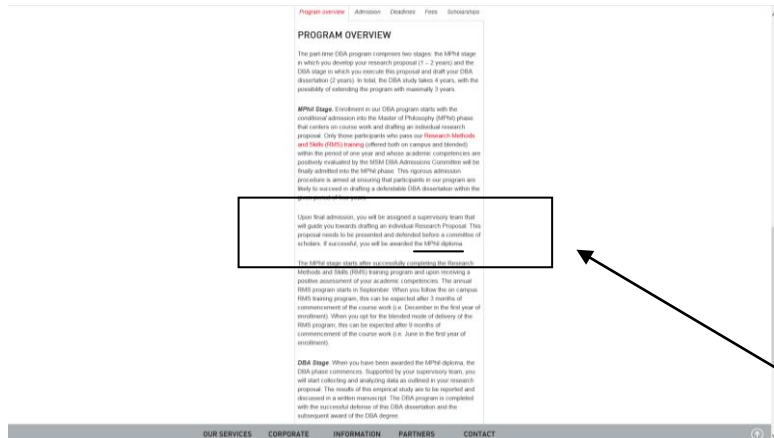 Program overview Admission Deadlines Fees Scholarships
PROGRAM OVERVIEW
The part-time DBA program comprises two stages: the MPhil stage
in which you develop your research proposal (1 – 2 years) and the
DBA stage in which you execute this proposal and draft your DBA
dissertation (2 years). In total, the DBA study takes 4 years, with the
possibility of extending the program with maximally 3 years.
MPhil Stage. Enrollment in our DBA program starts with the
conditional admission into the Master of Philosophy (MPhil) phase
that centers on course work and drafting an individual research
proposal. Only those participants who pass our Research Methods
and Skills (RMS) training (offered both on campus and blended)
within the period of one year and whose academic competencies are
positively evaluated by the MSM DBA Admissions Committee will be
finally admitted into the MPhil phase. This rigorous admission
procedure is aimed at ensuring that participants in our program are
likely to succeed in drafting a defendable DBA dissertation within the
given period of four years.
Upon final admission, you will be assigned a supervisory team that
will guide you towards drafting an individual Research Proposal. This
proposal needs to be presented and defended before a committee of
scholars. If successful, you will be awarded the MPhil diploma.
The MPhil stage starts after successfully completing the Research
Methods and Skills (RMS) training program and upon receiving a
positive assessment of your academic competencies. The annual
RMS program starts in September. When you follow the on campus
RMS training program, this can be expected after 3 months of
commencement of the course work (i.e. December in the first year of
enrollment). When you opt for the blended mode of delivery of the
RMS program, this can be expected after 9 months of
commencement of the course work (i.e. June in the first year of
enrollment).
DBA Stage. When you have been awarded the MPhil diploma, the
DBA phase commences. Supported by your supervisory team, you
will start collecting and analyzing data as outlined in your research
proposal. The results of this empirical study are to be reported and
discussed in a written manuscript. The DBA program is completed
with the successful defense of the DBA dissertation and the
subsequent award of the DBA degree.
OUR SERVICES CORPORATE INFORMATION PARTNERS CONTACT